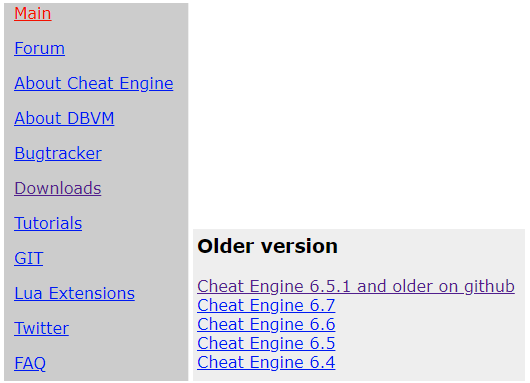 Main
Forum
About Cheat Engine
About DBVM
Bugtracker
Downloads
Tutorials
GIT
Lua Extensions
Twitter
FAQ
Older version
Cheat Engine 6.5.1 and older on github
Cheat Engine 6.7
Cheat Engine 6.6
Cheat Engine 6.5
Cheat Engine 6.4